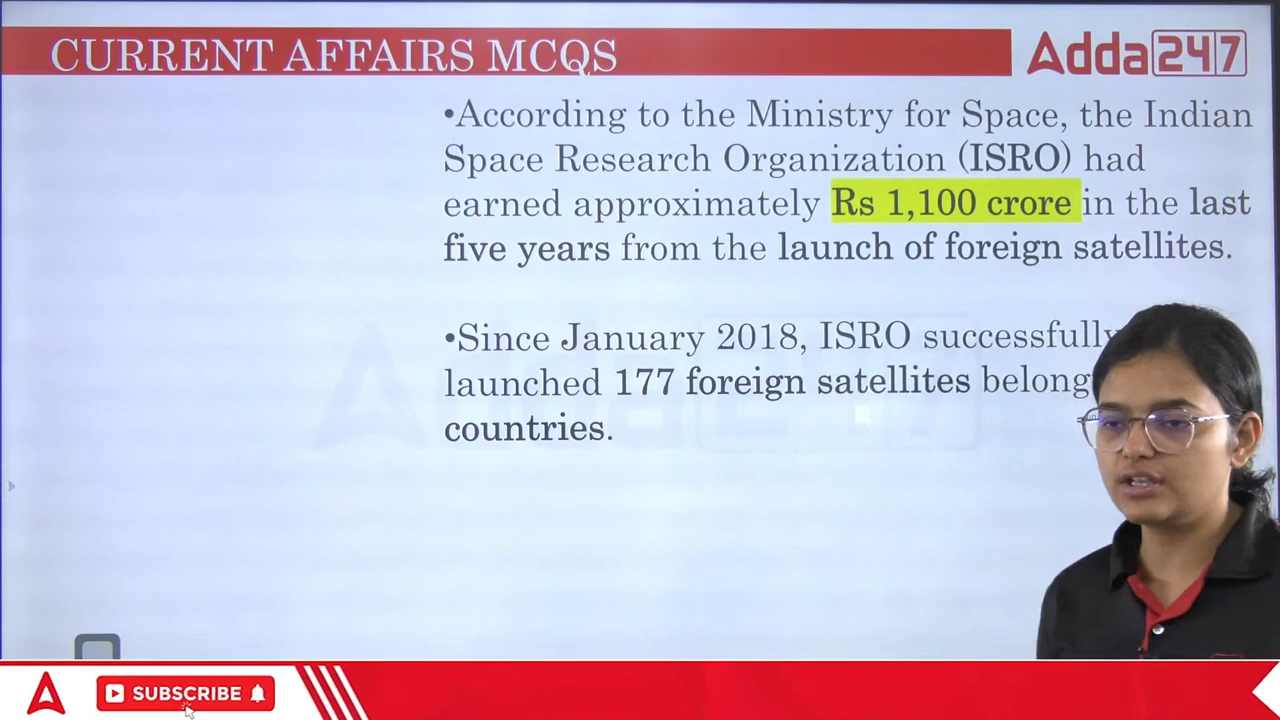 CURRENT AFFAIRS MCQS
Adda247
•According to the Ministry for Space, the Indian
Space Research Organization (ISRO) had
earned approximately Rs 1,100 crore in the last
five years from the launch of foreign satellites.
•Since January 2018, ISRO successfully
launched 177 foreign satellites belong
countries.
Adda247
SUBSCRIBE